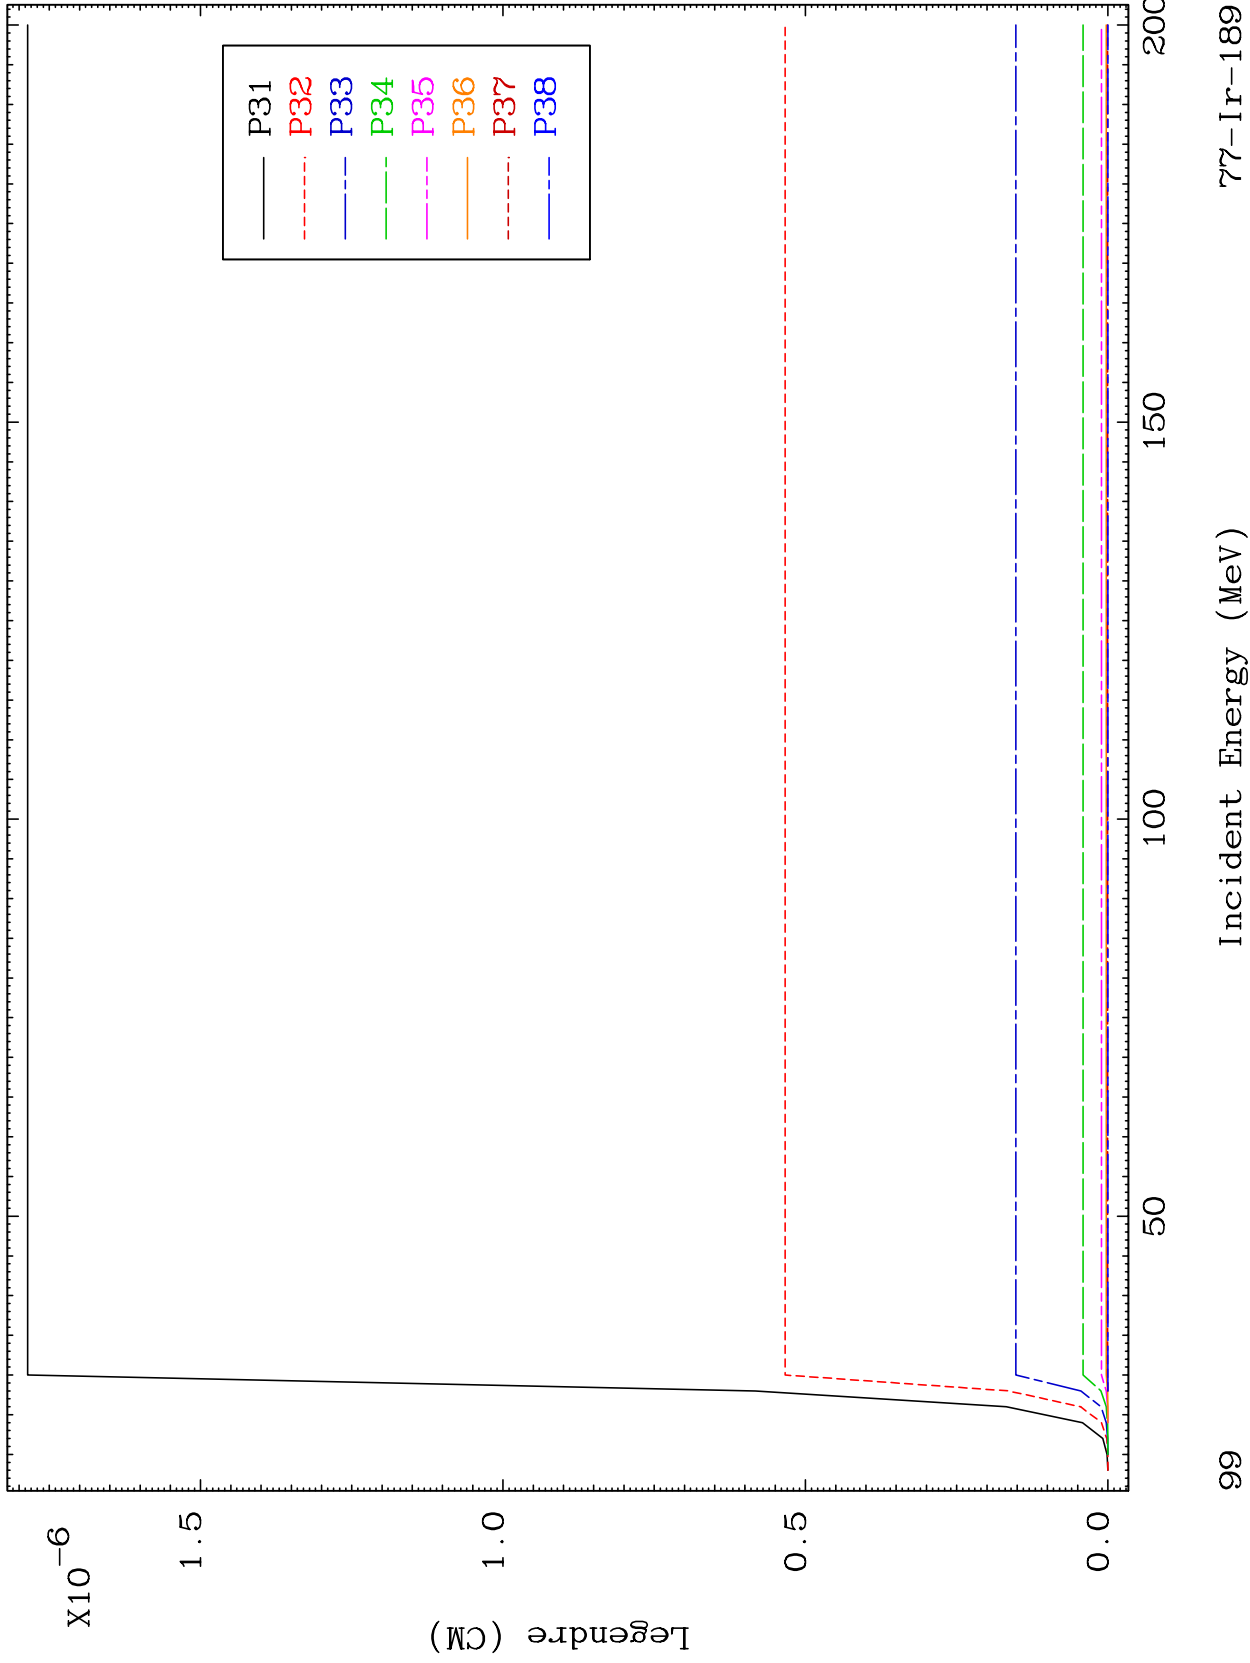 X10-6
1.5
1.0
0.5
0.0
Legendre (CM)
P31
P32
P33
P34
P35
P36
P37
P38
50
100
150
200
Incident Energy (MeV)
99
77-Ir-189